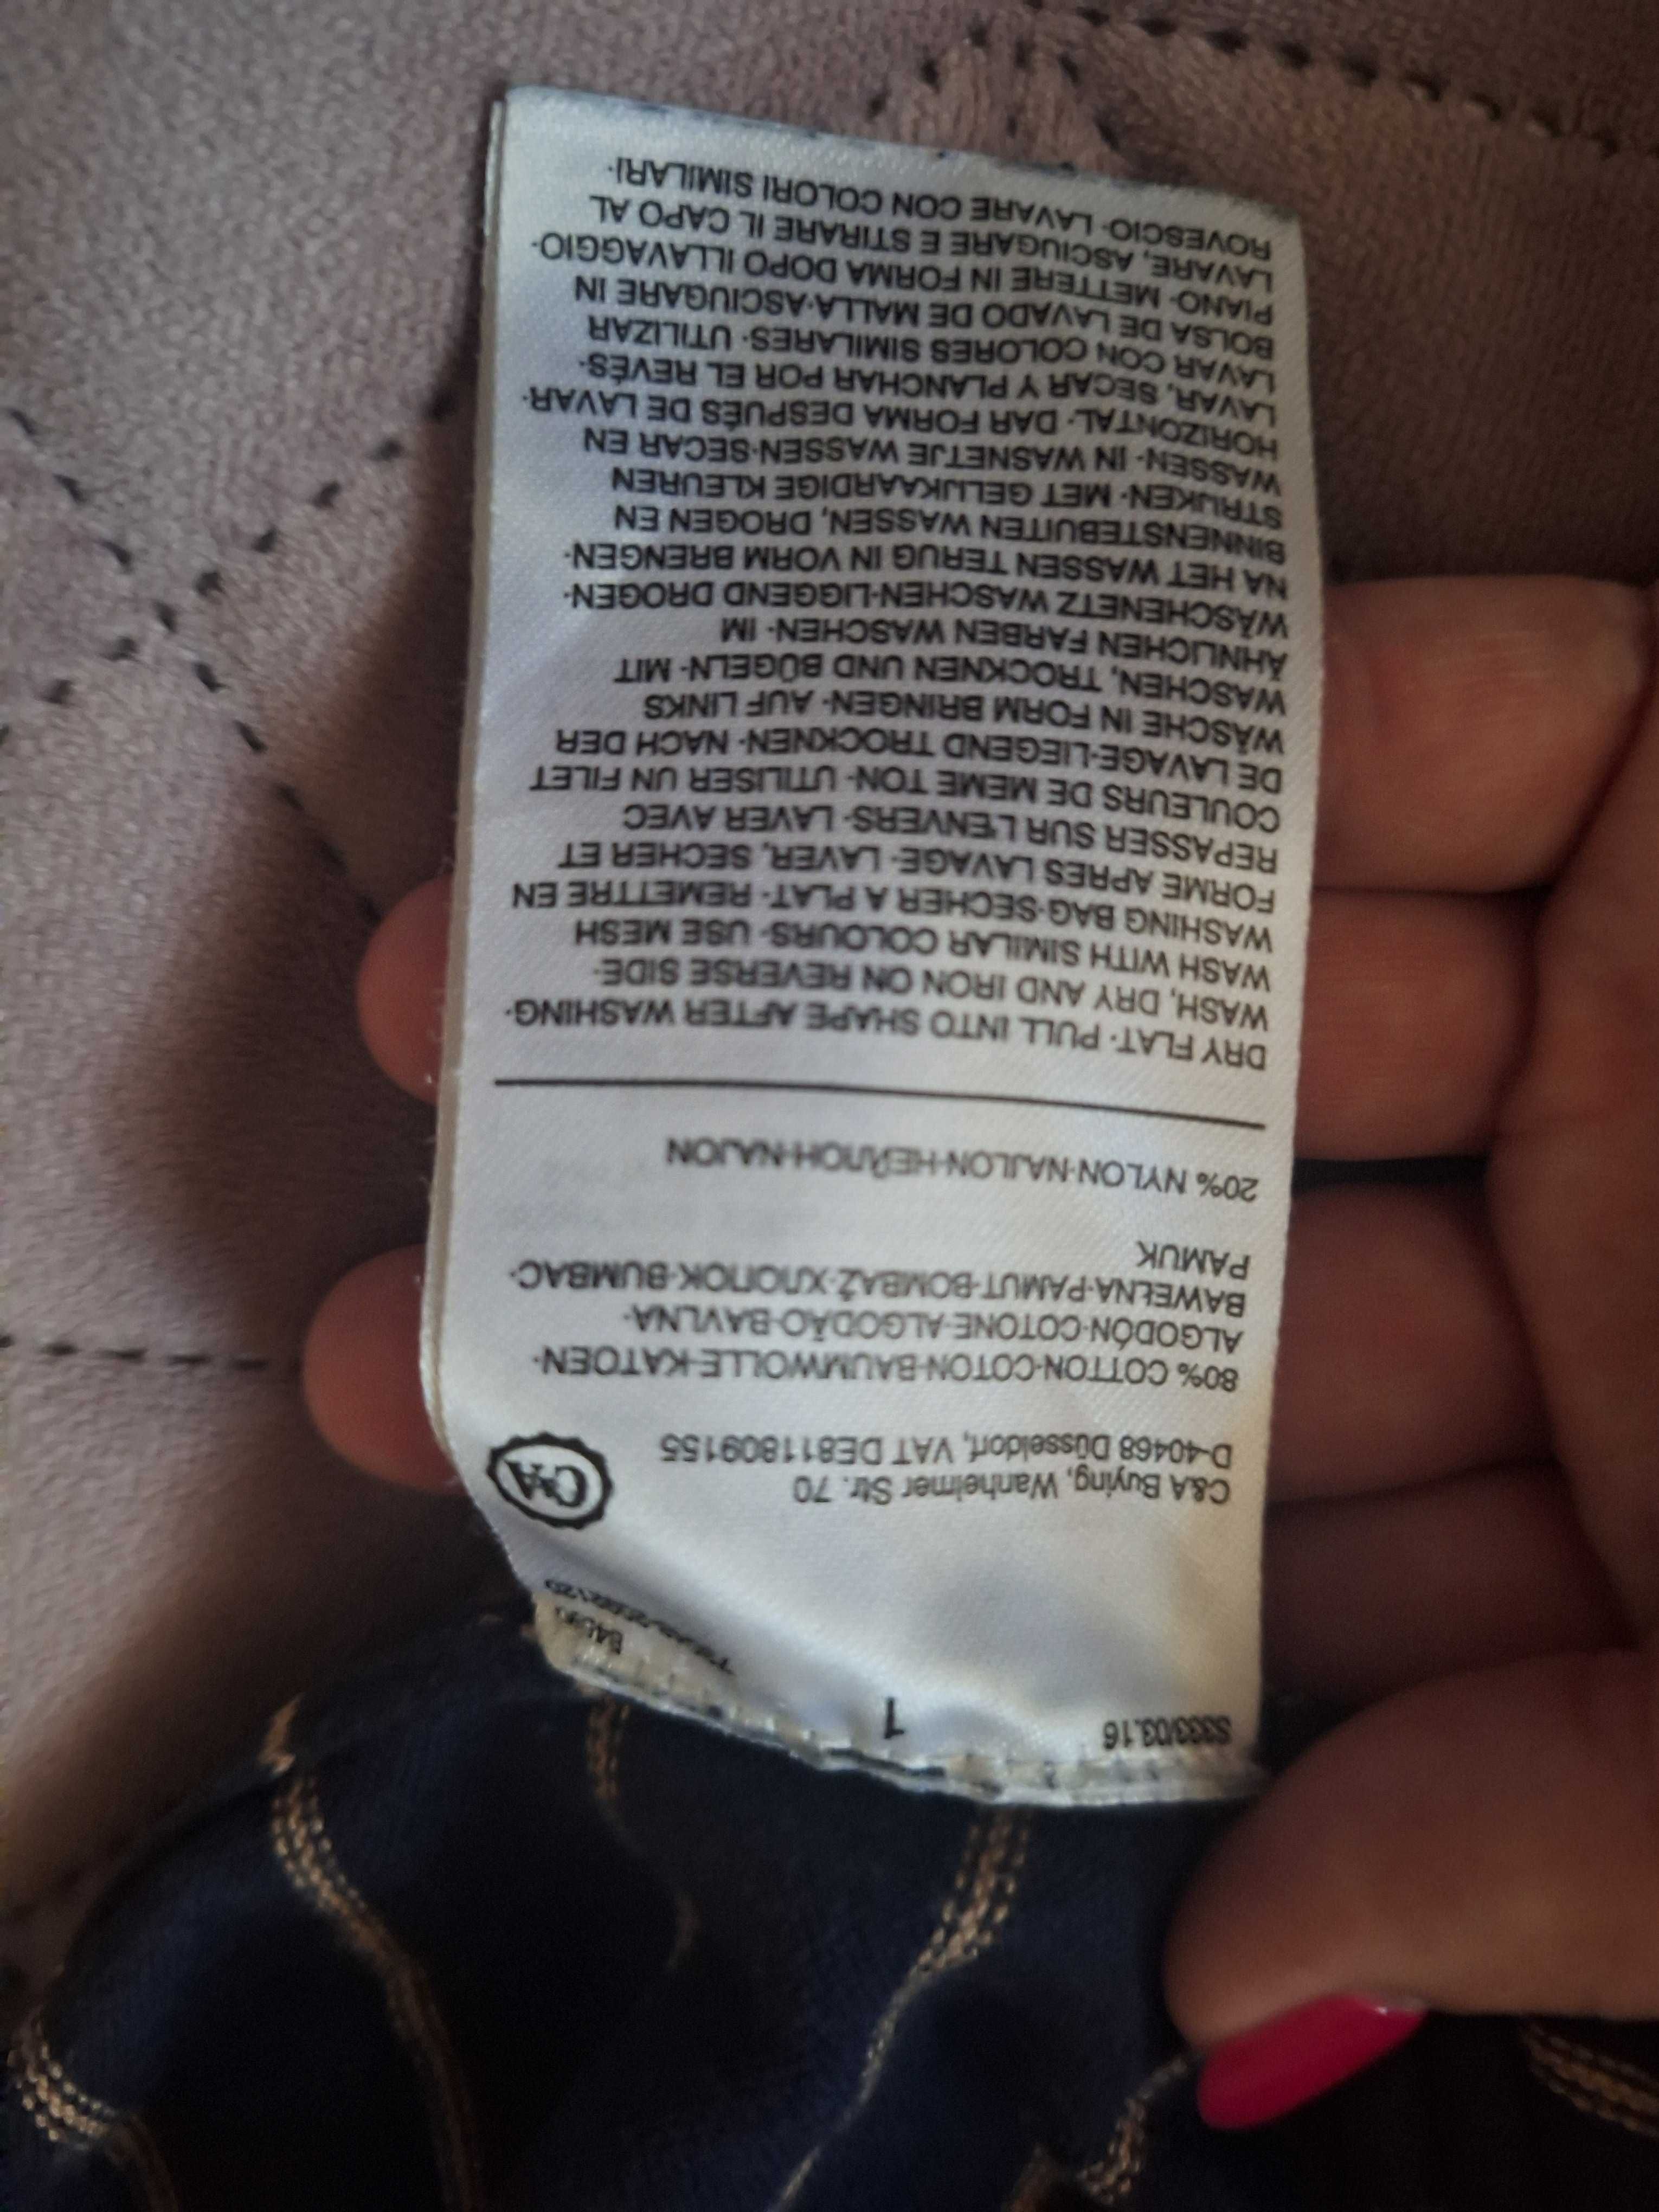 S333/03.16
1
C&A Buying, Wanheimer Str. 70
D-40468 Düsseldorf, VAT DE811809155
C&A
80% COTTON·COTON·BAUMWOLLE·KATOEN·
ALGODÓN·COTONE·ALGODÃO·BAVLNA·
BAWEŁNA·PAMUT·BOMBAŽ·ХЛОПОК·BUMBAC·
PAMUK
20% NYLON·NAJLON·НЕЙЛОН·NAJON
DRY FLAT· PULL INTO SHAPE AFTER WASHING·
WASH, DRY AND IRON ON REVERSE SIDE·
WASH WITH SIMILAR COLOURS· USE MESH
WASHING BAG·SECHER A PLAT· REMETTRE EN
FORME APRES LAVAGE· LAVER, SECHER ET
REPASSER SUR L'ENVERS· LAVER AVEC
COULEURS DE MEME TON· UTILISER UN FILET
DE LAVAGE·LIEGEND TROCKNEN· NACH DER
WÄSCHE IN FORM BRINGEN· AUF LINKS
WASCHEN, TROCKNEN UND BÜGELN· MIT
ÄHNLICHEN FARBEN WASCHEN· IM
WÄSCHENETZ WASCHEN·LIGGEND DROGEN·
NA HET WASSEN TERUG IN VORM BRENGEN·
BINNENSTEBUITEN WASSEN, DROGEN EN
STRIJKEN· MET GELIJKAARDIGE KLEUREN
WASSEN· IN WASNETJE WASSEN·SECAR EN
HORIZONTAL· DAR FORMA DESPUÉS DE LAVAR·
LAVAR, SECAR Y PLANCHAR POR EL REVÉS·
LAVAR CON COLORES SIMILARES· UTILIZAR
BOLSA DE LAVADO DE MALLA·ASCIUGARE IN
PIANO· METTERE IN FORMA DOPO ILLAVAGGIO·
LAVARE, ASCIUGARE E STIRARE IL CAPO AL
ROVESCIO· LAVARE CON COLORI SIMILARI·